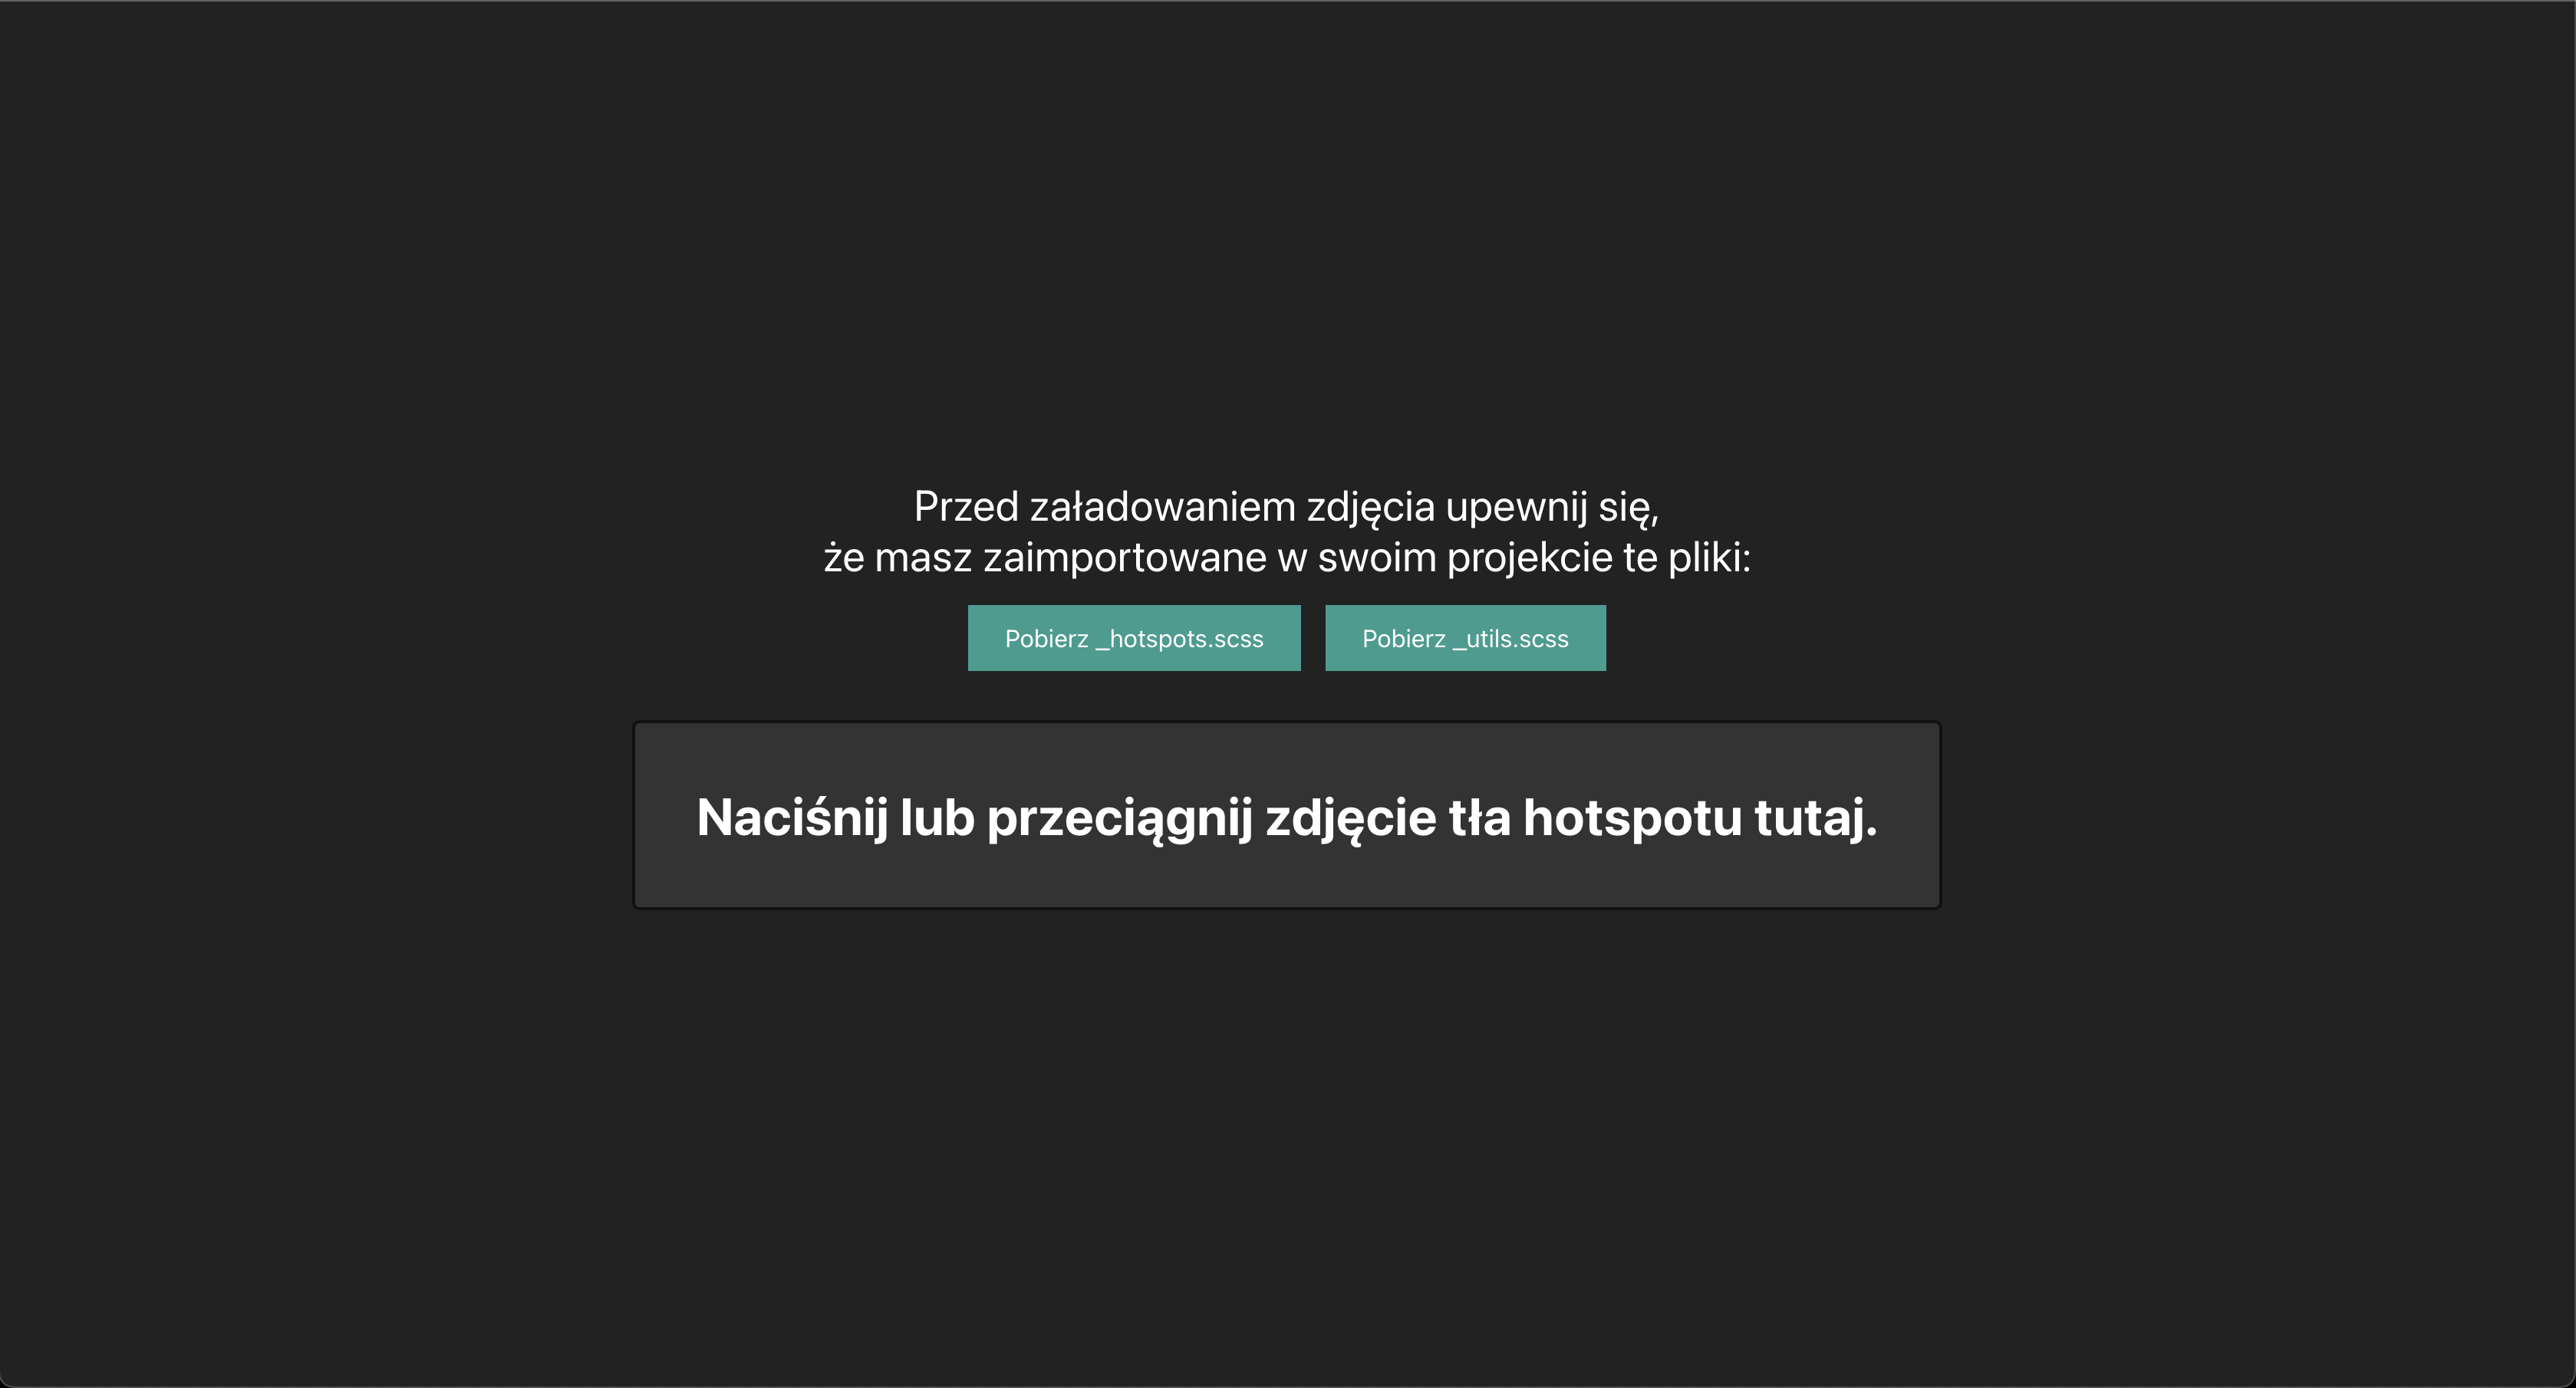 Przed załadowaniem zdjęcia upewnij się,
że masz zaimportowane w swoim projekcie te pliki:
Pobierz _hotspots.scss
Pobierz _utils.scss
Naciśnij lub przeciągnij zdjęcie tła hotspotu tutaj.